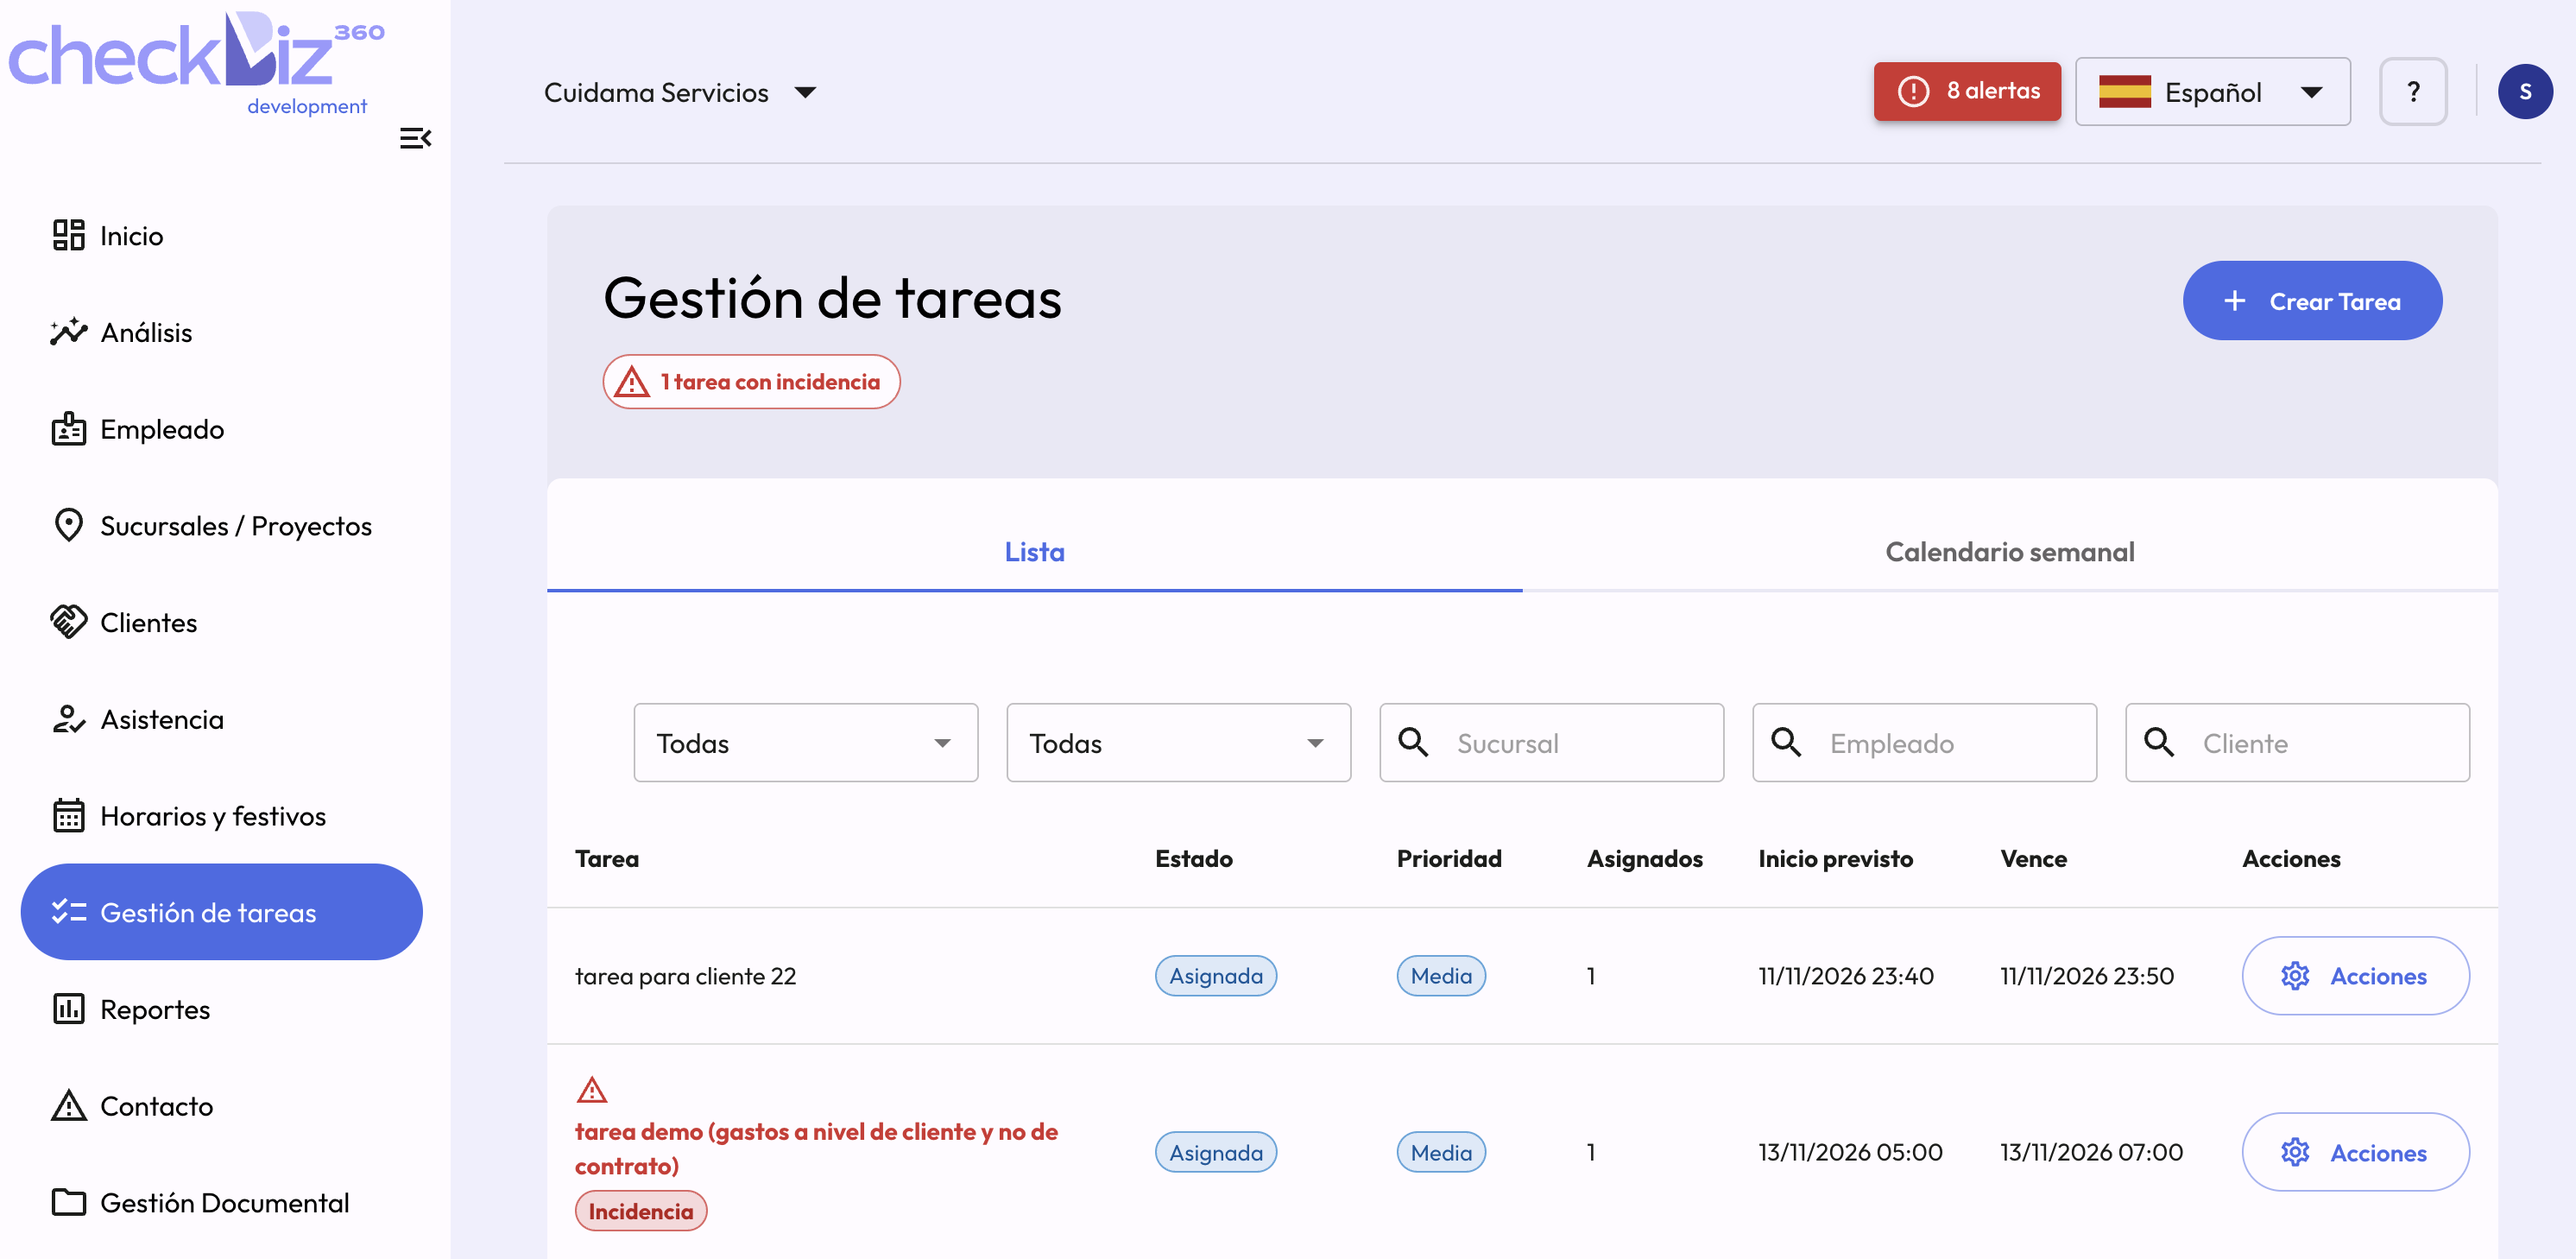 checkbiz 360
development
Cuidama Servicios
8 alertas
Español
?
S
Inicio
Análisis
Empleado
Sucursales / Proyectos
Clientes
Asistencia
Horarios y festivos
Gestión de tareas
Reportes
Contacto
Gestión Documental
Gestión de tareas
+ Crear Tarea
1 tarea con incidencia
Lista
Calendario semanal
Todas
Todas
Sucursal
Empleado
Cliente
Tarea Estado Prioridad Asignados Inicio previsto Vence Acciones
tarea para cliente 22 Asignada Media 1 11/11/2026 23:40 11/11/2026 23:50 Acciones
tarea demo (gastos a nivel de cliente y no de
contrato)
Asignada Media 1 13/11/2026 05:00 13/11/2026 07:00 Acciones
Incidencia